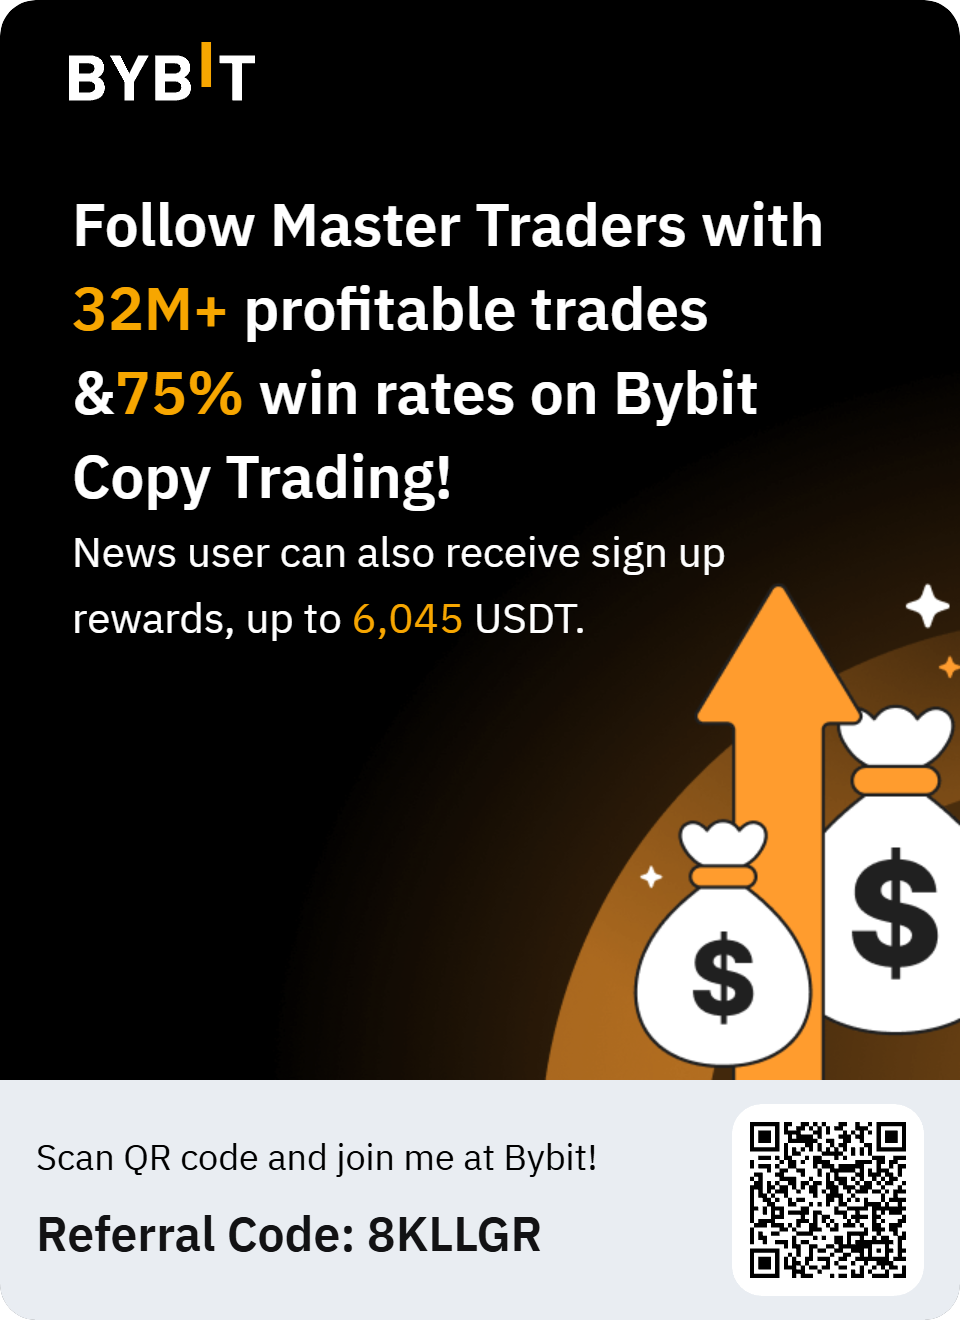 BYBIT
Follow Master Traders with
32M+ profitable trades
&75% win rates on Bybit
Copy Trading!
News user can also receive sign up
rewards, up to 6,045 USDT.
$
$
Scan QR code and join me at Bybit!
Referral Code: 8KLLGR